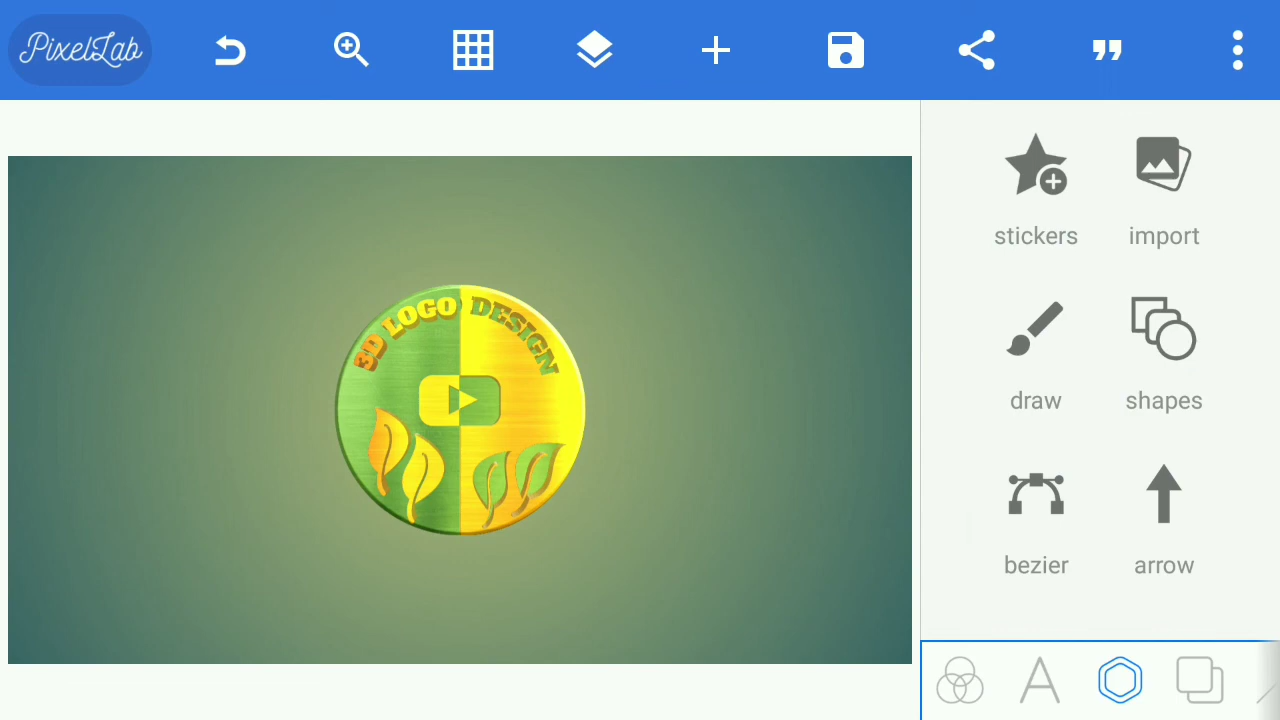 PixelLab
3D LOGO DESIGN
stickers import
draw shapes
bezier arrow